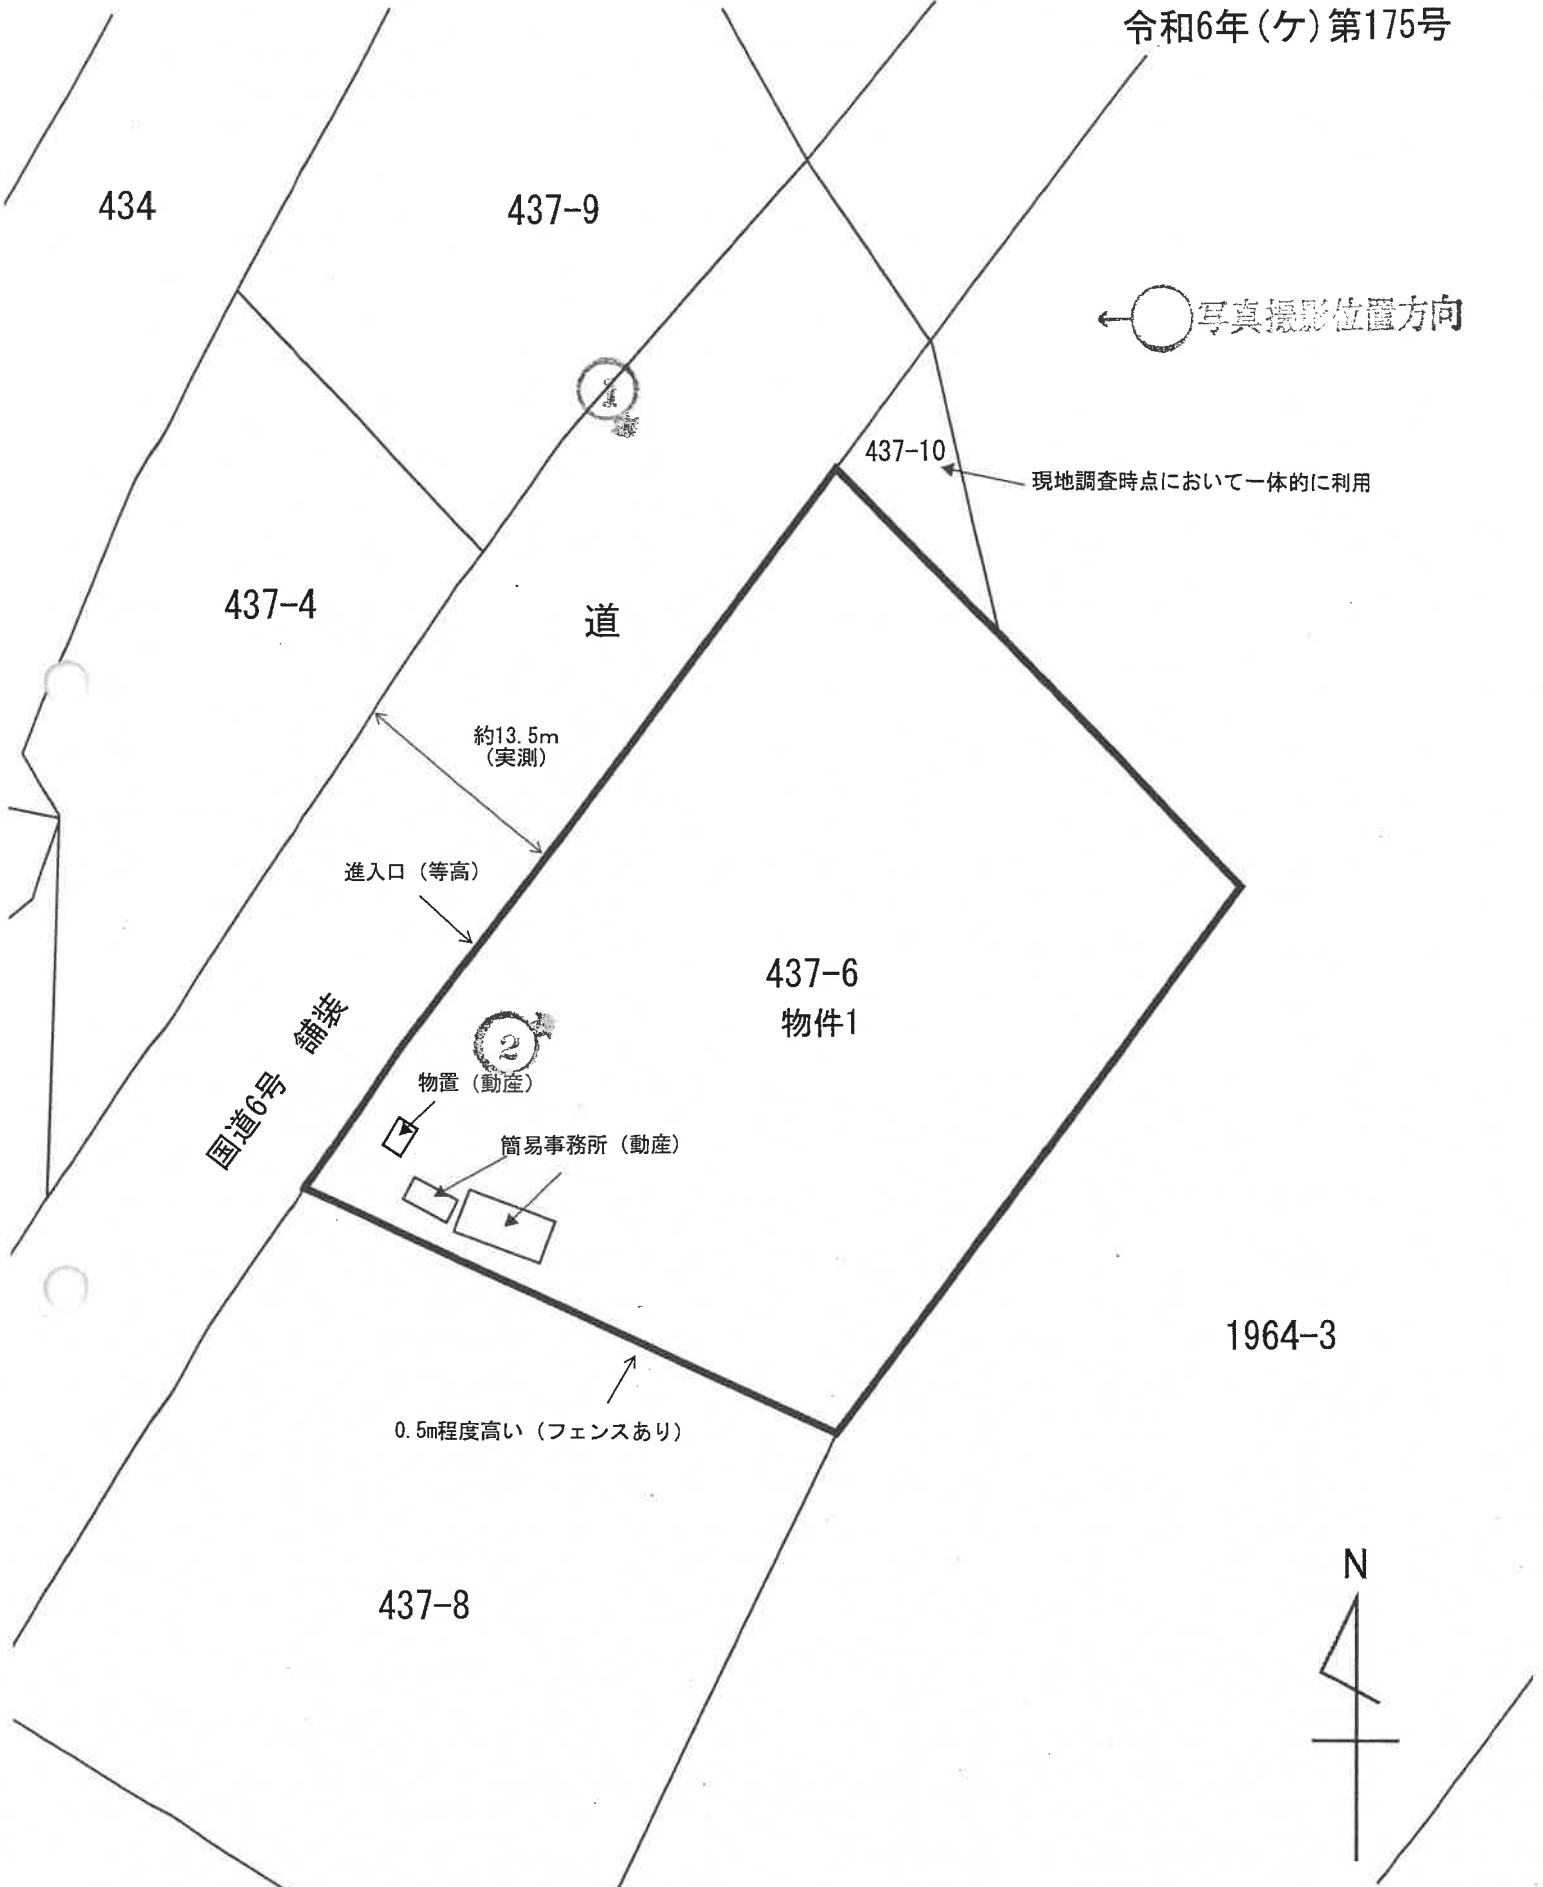 令和6年(ケ)第175号
434
437-9
写真撮影位置方向
1
437-10
現地調査時点において一体的に利用
437-4
道
約13.5m
(実測)
進入口(等高)
437-6
物件1
国道6号 舗装
2
物置(動産)
簡易事務所(動産)
1964-3
0.5m程度高い(フェンスあり)
437-8
N